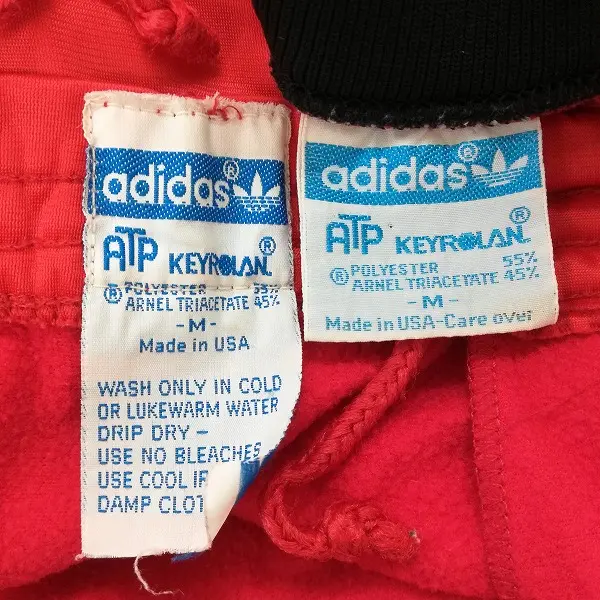 adidas®
ATP KEYROLAN®
POLYESTER 55%
® ARNEL TRIACETATE 45%
- M -
Made in USA
WASH ONLY IN COLD
OR LUKEWARM WATER
DRIP DRY -
USE NO BLEACHES
USE COOL
DAMP
adidas®
ATP KEYROLAN®
® POLYESTER 55%
ARNEL TRIACETATE 45%
- M -
Made in USA-Care over